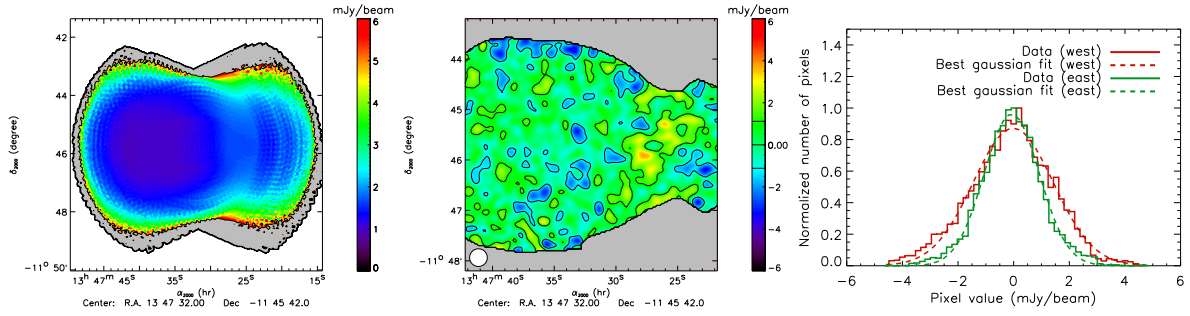 mJy/beam
42
44
46
48
−11° 50'
δ2000 (degree)
13h 47m 45s
35s
25s
15s
α2000 (hr)
Center: R.A. 13 47 32.00 Dec −11 45 42.0
6
5
4
3
2
1
0
mJy/beam
44
45
46
47
−11° 48'
δ2000 (degree)
13h 47m 40s
35s
30s
25s
α2000 (hr)
Center: R.A. 13 47 32.00 Dec −11 45 42.0
6
4
2
0.00
−2
−4
−6
1.4
1.2
1.0
0.8
0.6
0.4
0.2
0.0
Normalized number of pixels
Data (west)
Best gaussian fit (west)
Data (east)
Best gaussian fit (east)
−6
−4
−2
0
2
4
6
Pixel value (mJy/beam)